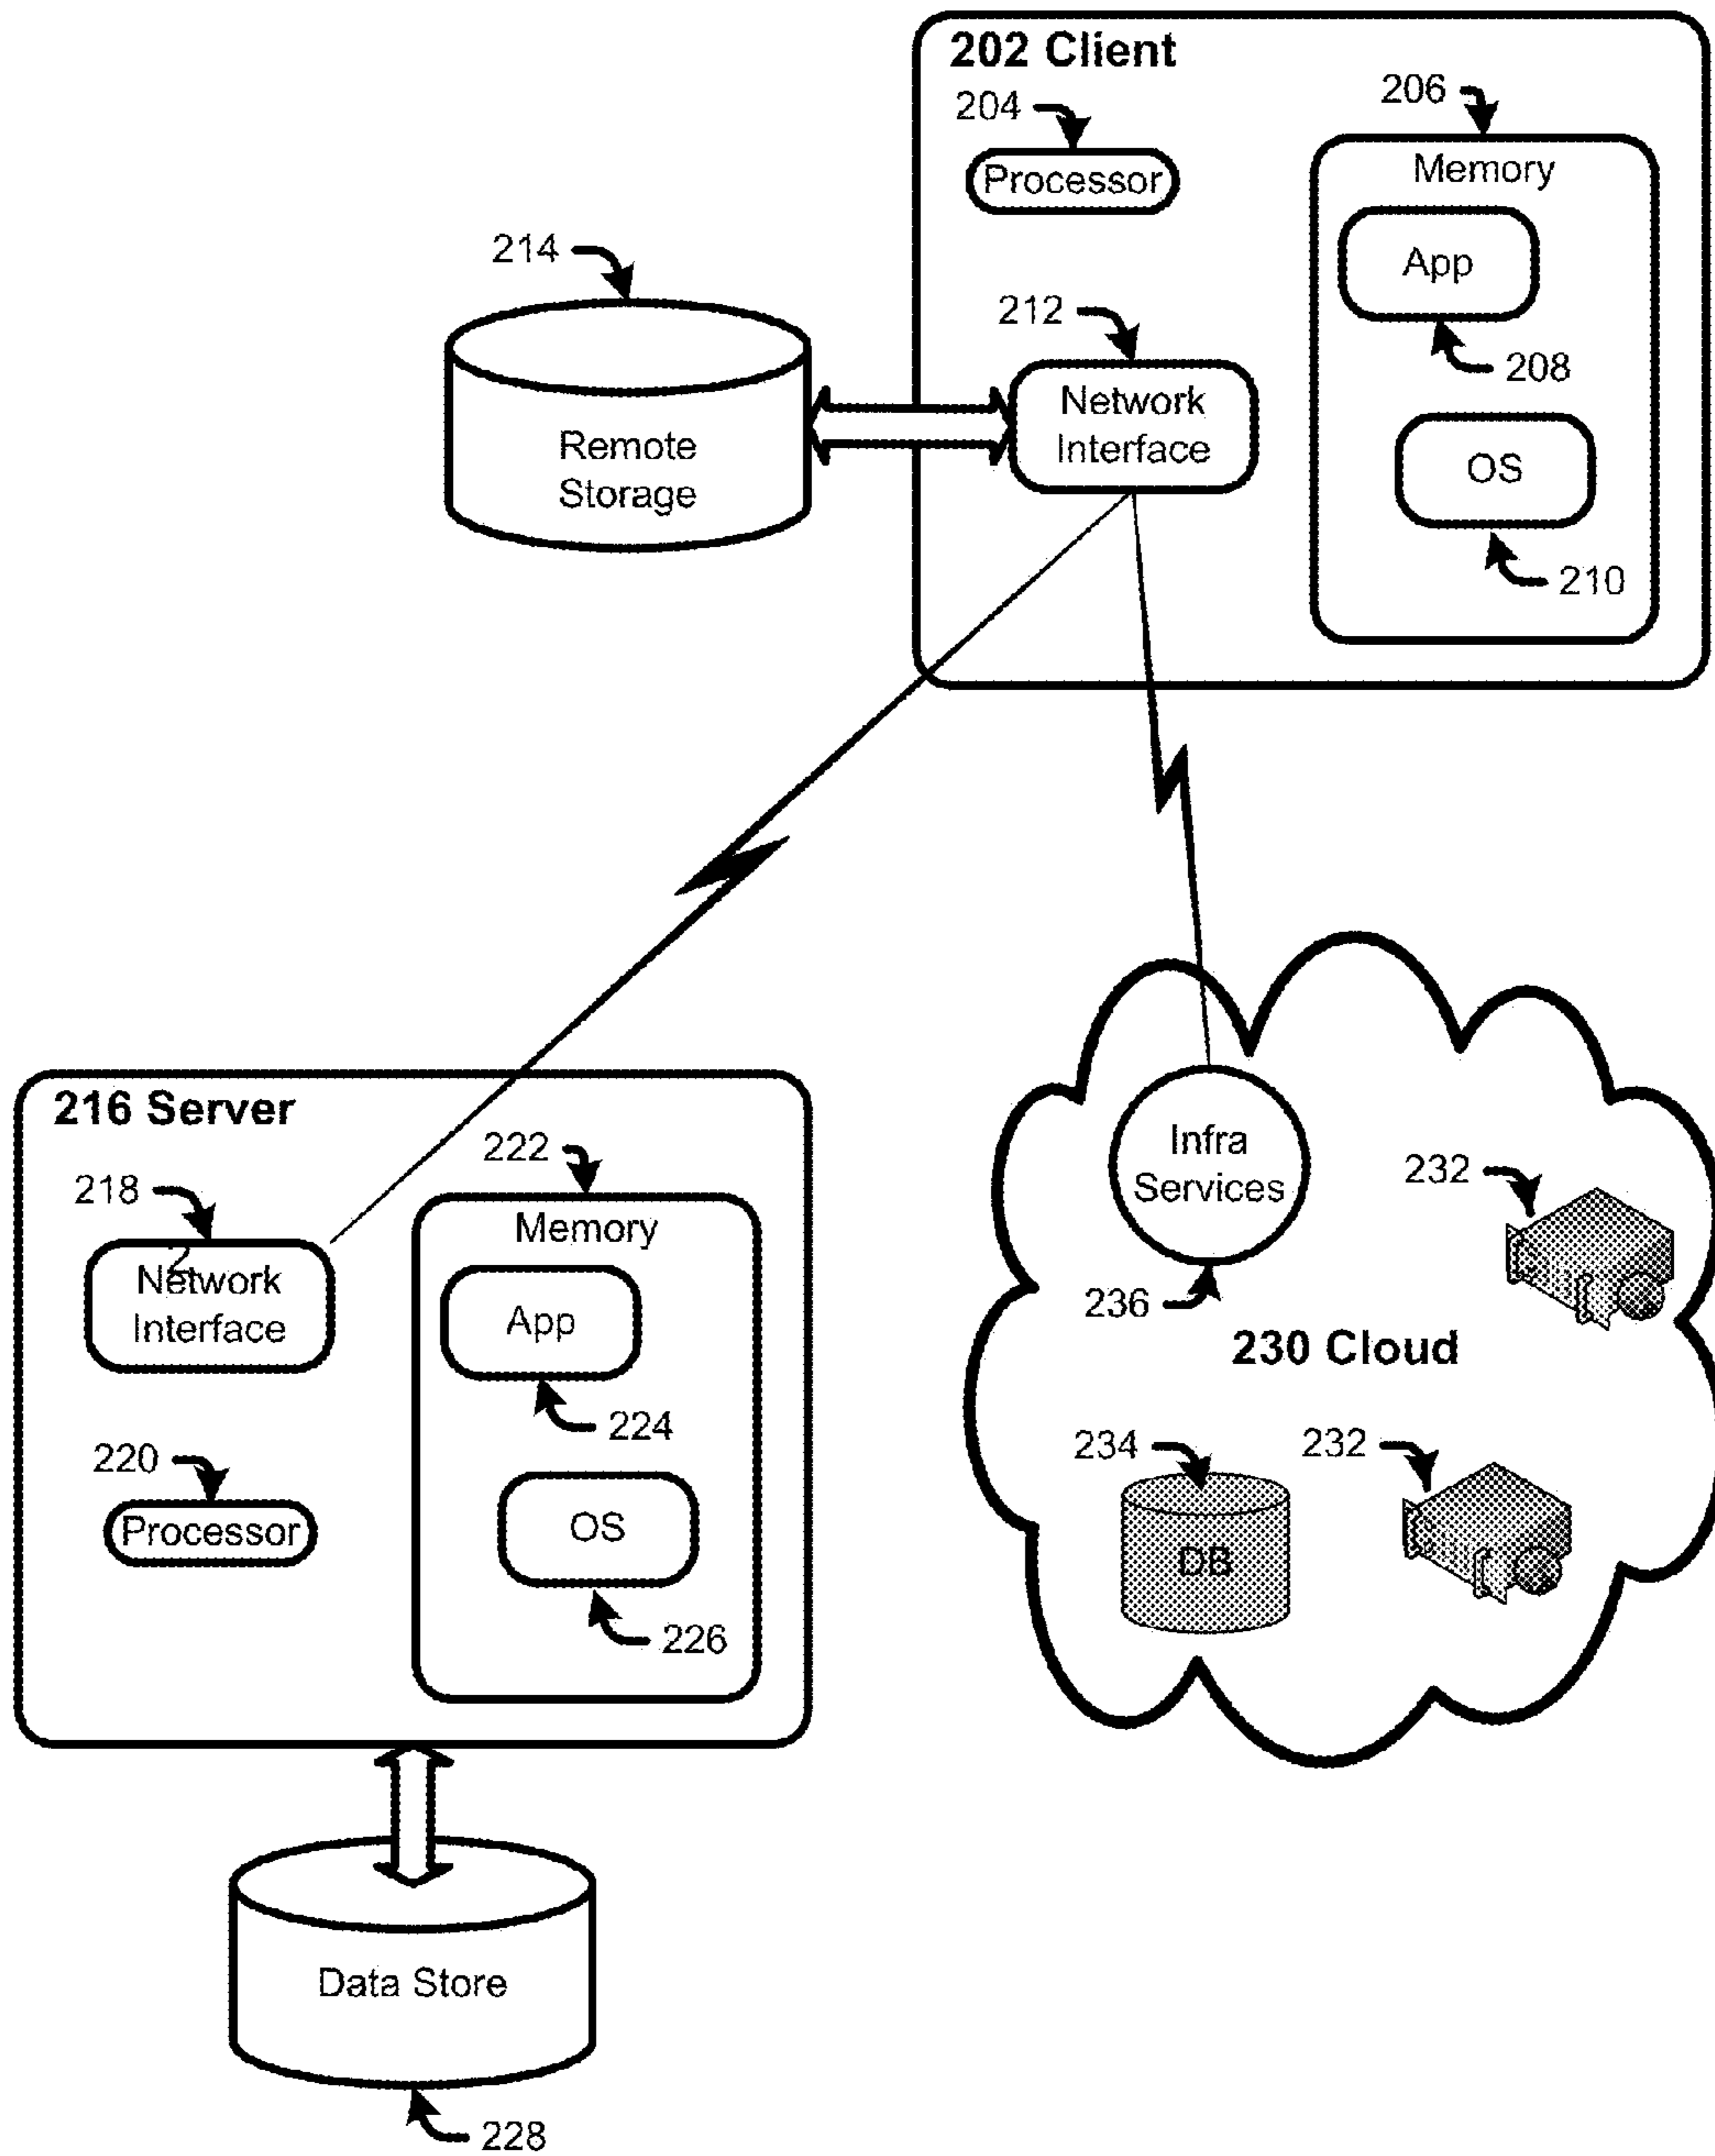 202 Client
204
206
Processor
Memory
App
208
214
212
Network
Interface
Remote
Storage
OS
210
216 Server
222
218
Memory
2
Network
Interface
App
224
220
Processor
OS
226
Infra
Services
232
236
230 Cloud
234
232
DB
Data Store
228